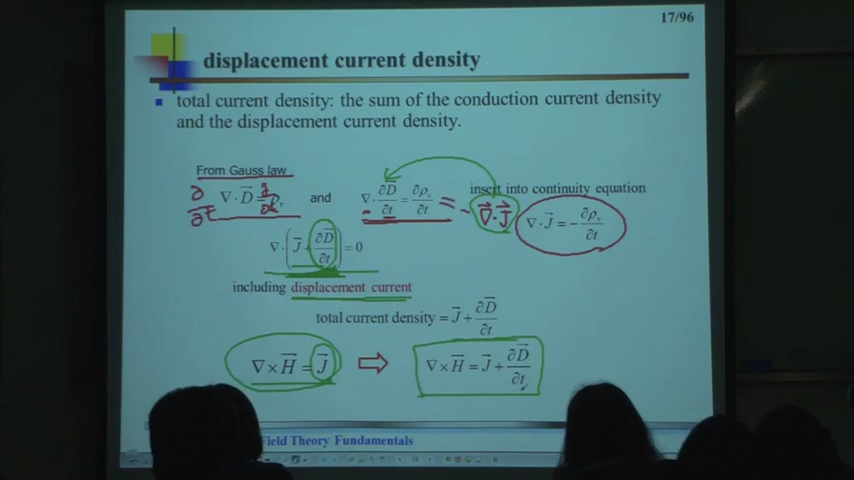 17/96
displacement current density
total current density: the sum of the conduction current density
and the displacement current density.
From Gauss law
∂/∂t ∇·D⃗ = ρᵥ ∂/∂t and ∇·∂D⃗/∂t = ∂ρᵥ/∂t = -∇⃗·J⃗ insert into continuity equation
∇·J⃗ = -∂ρᵥ/∂t
∇·(J⃗ + ∂D⃗/∂t) = 0
including displacement current
total current density = J⃗ + ∂D⃗/∂t
∇×H⃗ = J⃗ ⇨ ∇×H⃗ = J⃗ + ∂D⃗/∂t
Field Theory Fundamentals